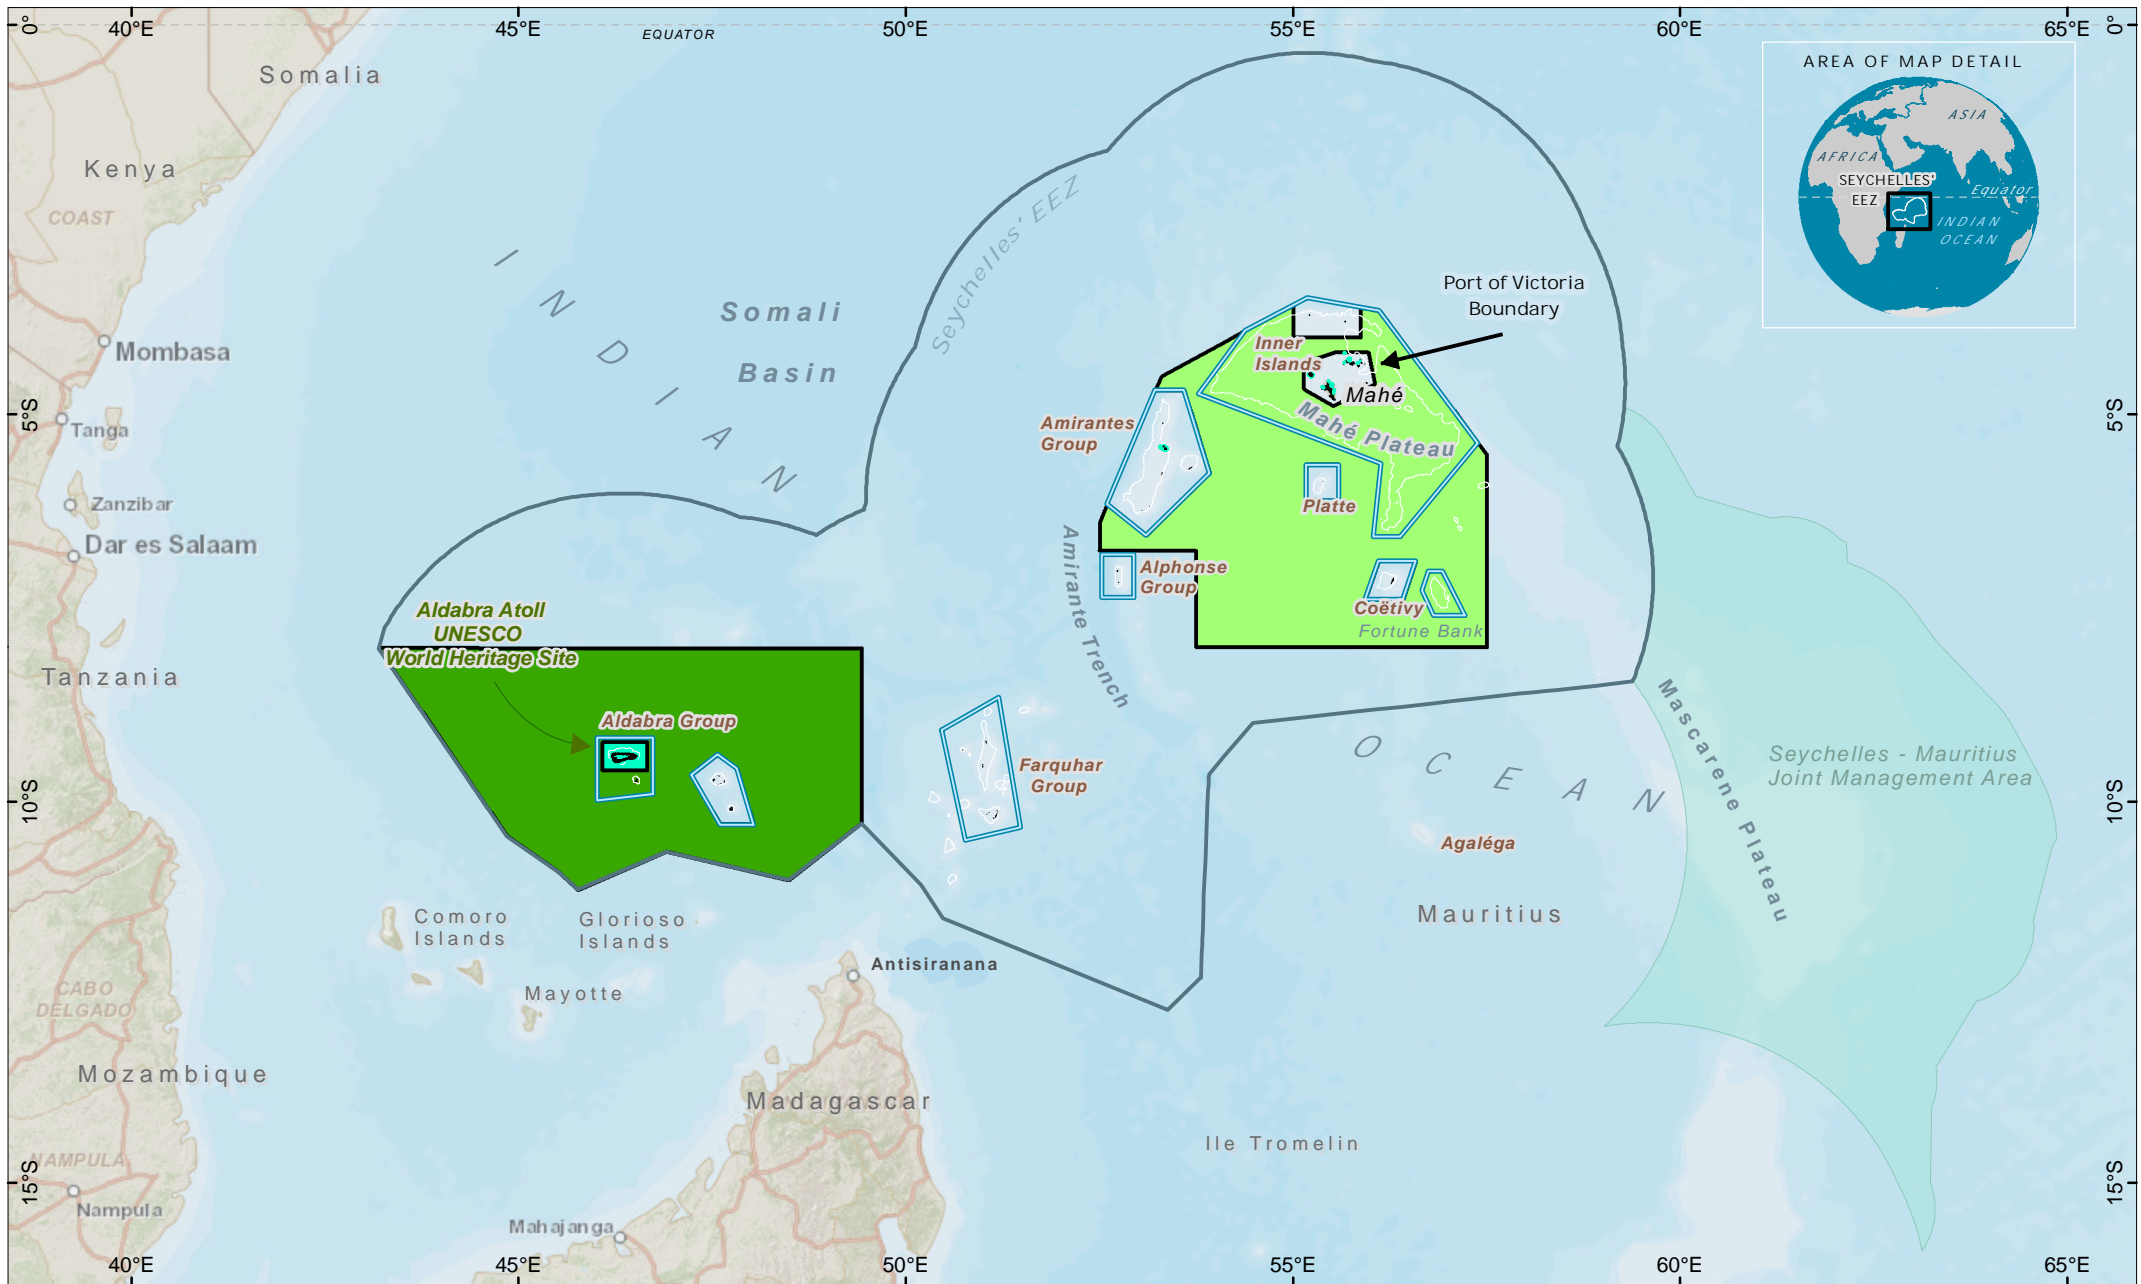 40°E
45°E
50°E
55°E
60°E
65°E
0°
0°
EQUATOR
Somalia
AREA OF MAP DETAIL
ASIA
AFRICA
SEYCHELLES'
EEZ
Equator
INDIAN
OCEAN
Kenya
COAST
Seychelles' EEZ
INDIAN
Somali
Basin
Port of Victoria
Boundary
Mombasa
Inner
Islands
Mahé
Mahé Plateau
5°S
5°S
Tanga
Amirantes
Group
Zanzibar
Platte
Dar es Salaam
Amirante Trench
Alphonse
Group
Coëtivy
Fortune Bank
Aldabra Atoll
UNESCO
World Heritage Site
Tanzania
Aldabra Group
Mascarene Plateau
OCEAN
Seychelles - Mauritius
Joint Management Area
Farquhar
Group
10°S
10°S
Agaléga
Mauritius
Comoro
Islands
Glorioso
Islands
Antisiranana
CABO
DELGADO
Mayotte
Mozambique
Madagascar
Ile Tromelin
NAMPULA
15°S
15°S
Nampula
Mahajanga
40°E
45°E
50°E
55°E
60°E
65°E